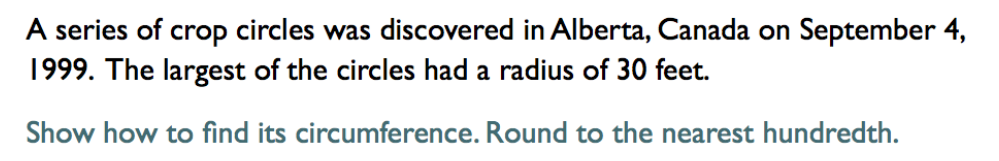 A series of crop circles was discovered in Alberta, Canada on September 4,
1999. The largest of the circles had a radius of 30 feet.
Show how to find its circumference. Round to the nearest hundredth.